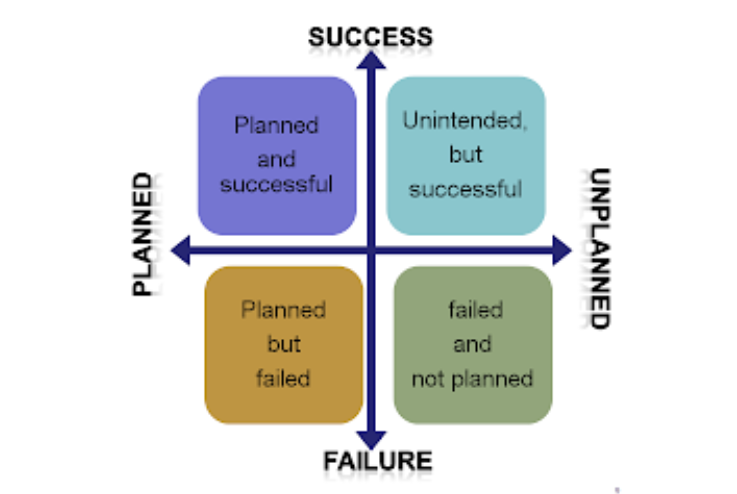 SUCCESS
Planned
and
successful
Unintended,
but
successful
PLANNED
UNPLANNED
Planned
but
failed
failed
and
not planned
FAILURE